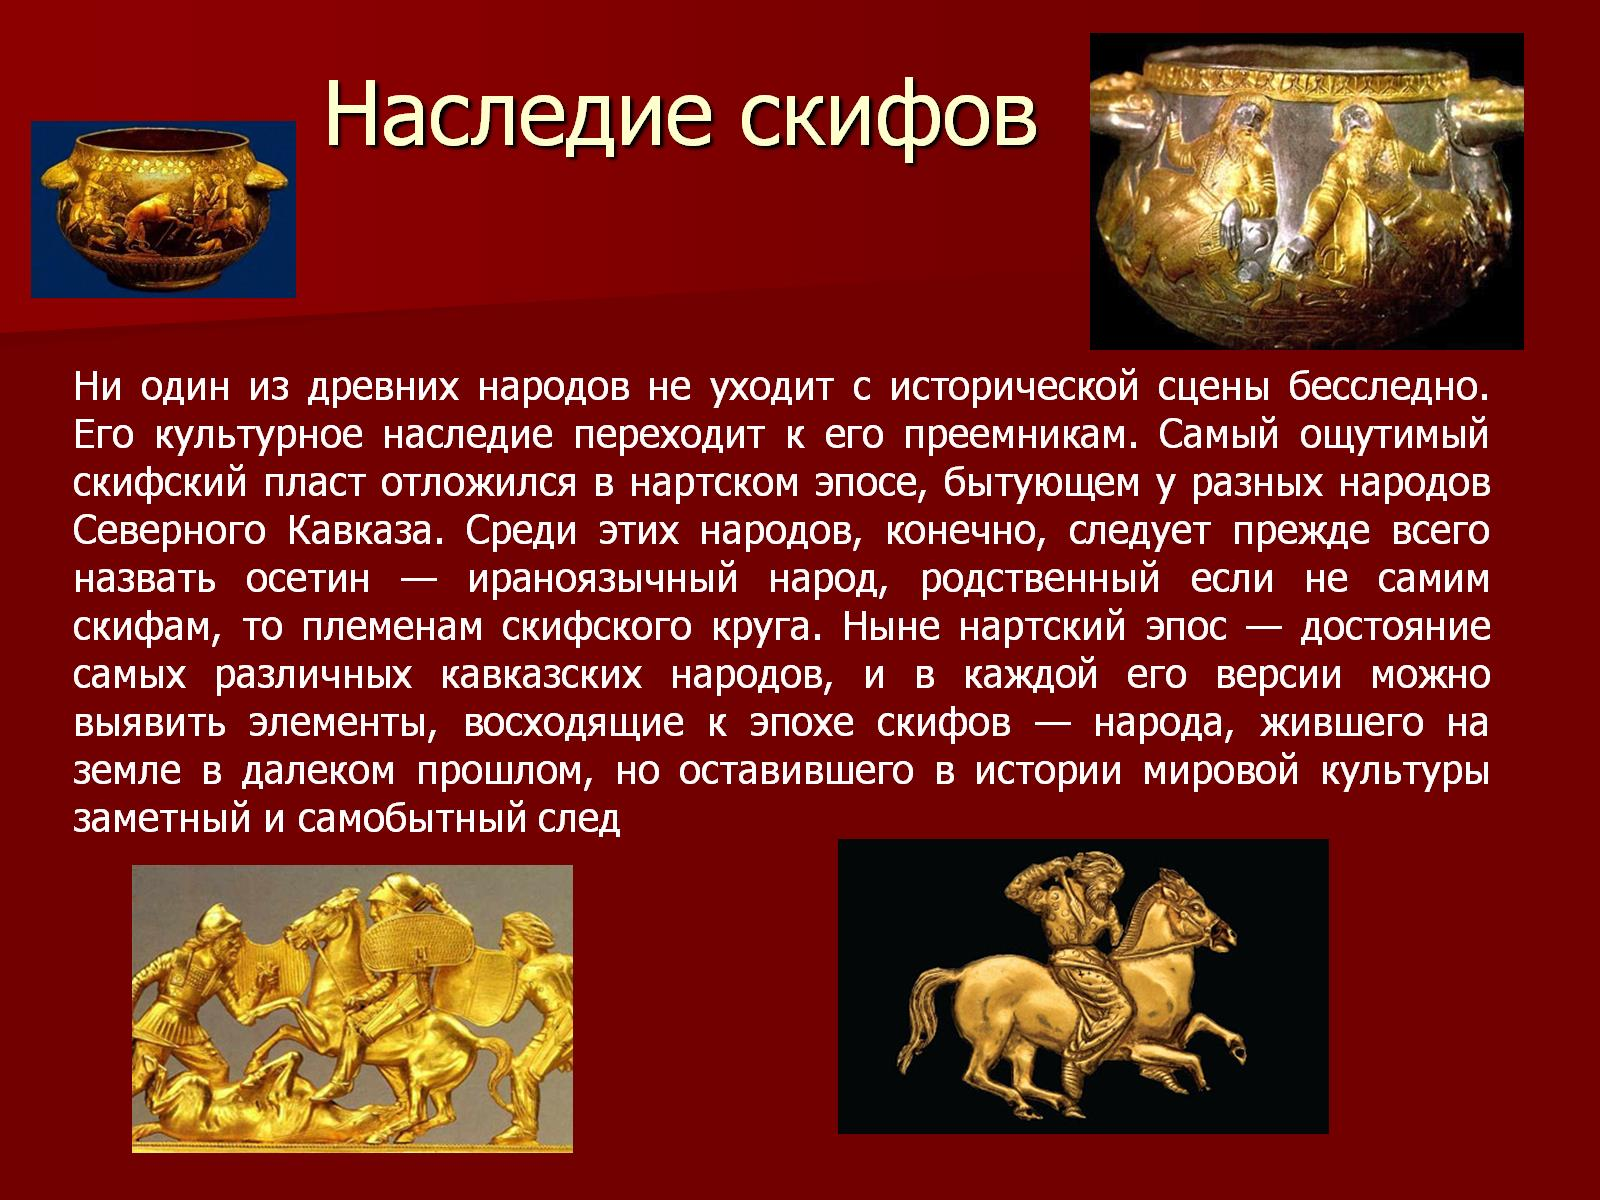 Наследие скифов
Ни один из древних народов не уходит с исторической сцены бесследно.
Его культурное наследие переходит к его преемникам. Самый ощутимый
скифский пласт отложился в нартском эпосе, бытующем у разных народов
Северного Кавказа. Среди этих народов, конечно, следует прежде всего
назвать осетин — ираноязычный народ, родственный если не самим
скифам, то племенам скифского круга. Ныне нартский эпос — достояние
самых различных кавказских народов, и в каждой его версии можно
выявить элементы, восходящие к эпохе скифов — народа, жившего на
земле в далеком прошлом, но оставившего в истории мировой культуры
заметный и самобытный след